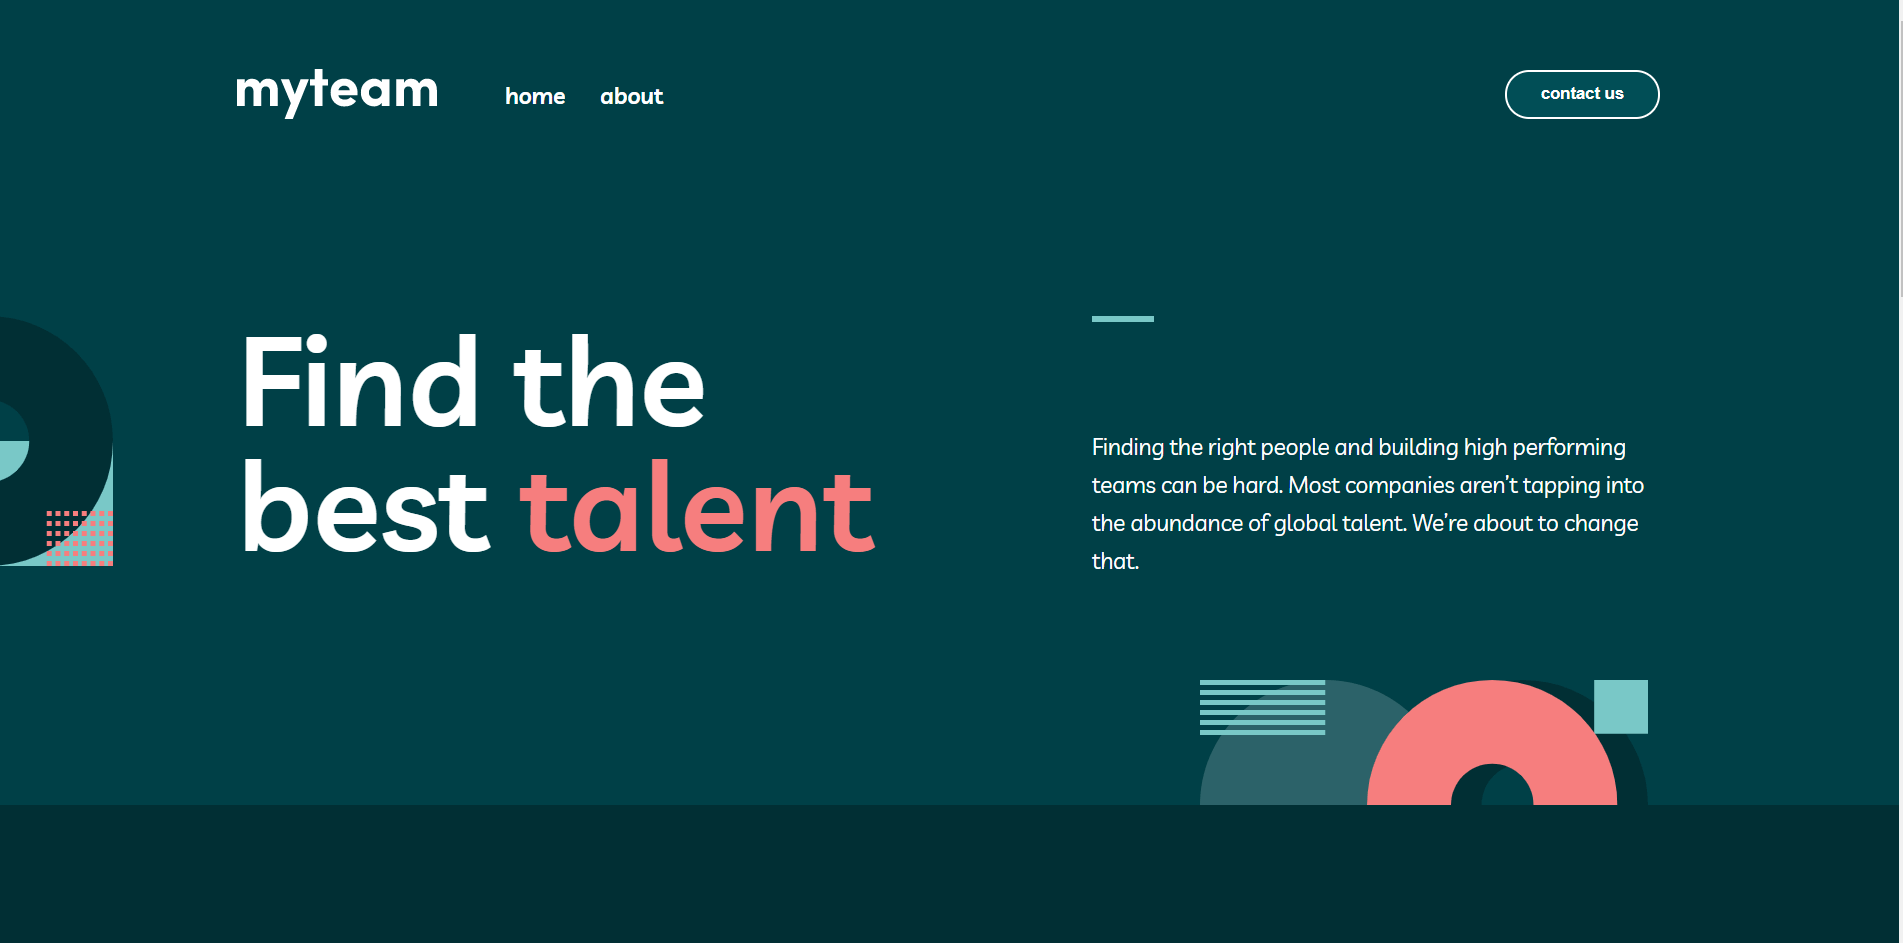 myteam home about contact us
Find the
best talent
Finding the right people and building high performing
teams can be hard. Most companies aren’t tapping into
the abundance of global talent. We’re about to change
that.